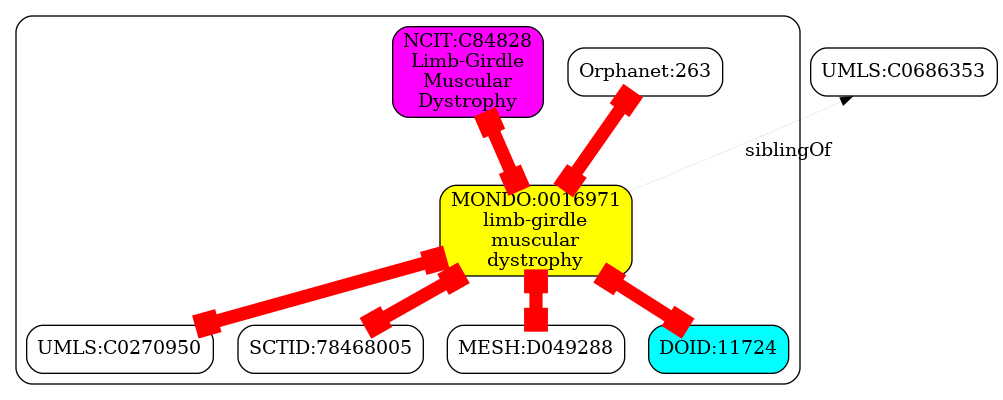 NCIT:C84828
Limb-Girdle
Muscular
Dystrophy
Orphanet:263
UMLS:C0686353
siblingOf
MONDO:0016971
limb-girdle
muscular
dystrophy
UMLS:C0270950
SCTID:78468005
MESH:D049288
DOID:11724